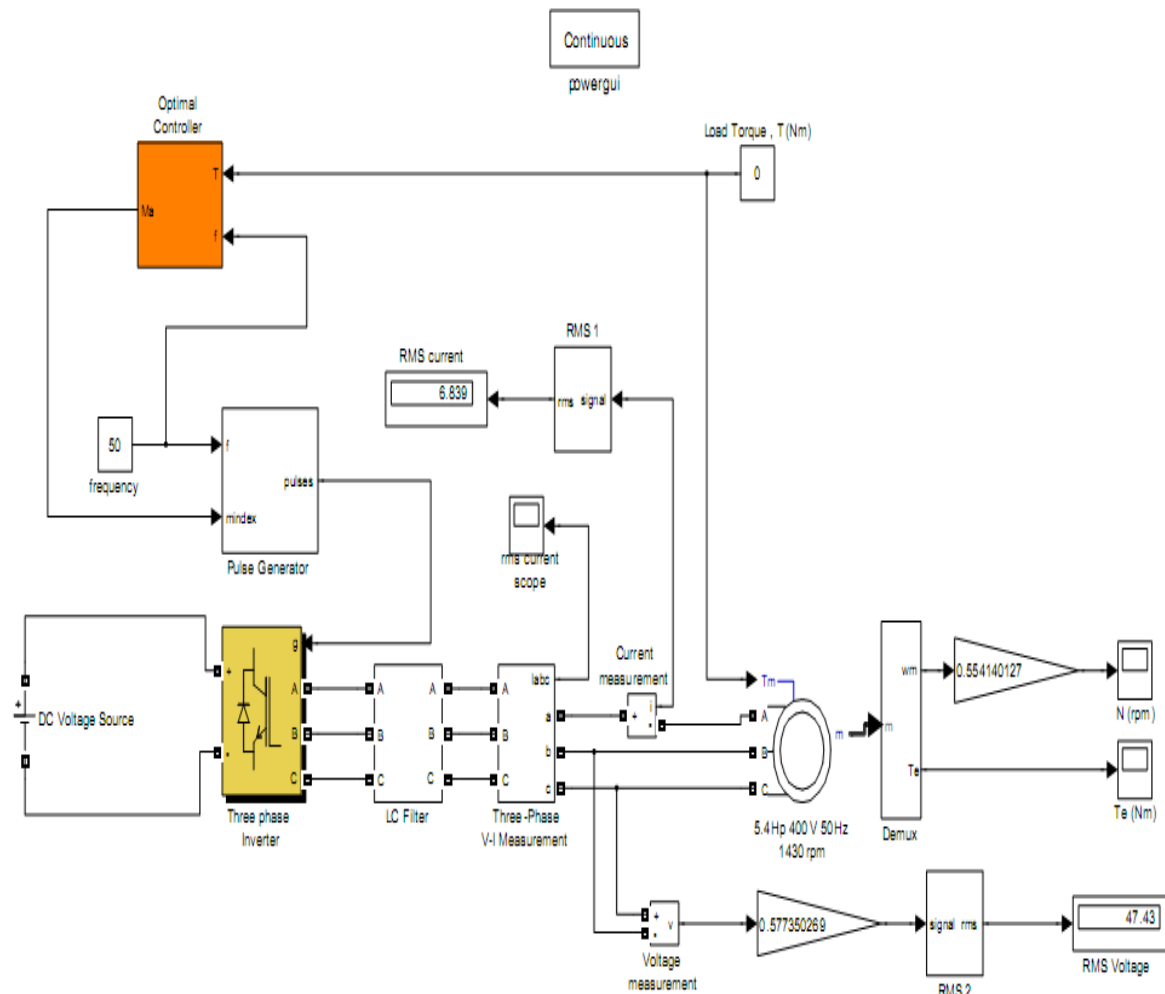 Continuous
powergui
Optimal
Controller
T
Ma
f
Load Torque , T (Nm)
0
RMS 1
rms signal
RMS current
6.839
50
frequency
f
pulses
mindex
Pulse Generator
rms current
scope
DC Voltage Source
+
-
g
A
B
C
Three phase
Inverter
A A
B B
C C
LC Filter
Iabc
A a
B b
C c
Three -Phase
V-I Measurement
Current
measurement
+ i
-
Tm
A
B
C
m
5.4 Hp 400 V 50Hz
1430 rpm
m
wm
Te
Demux
0.554140127
N (rpm)
Te (Nm)
+
-
v
Voltage
measurement
0.577350269
signal rms
RMS 2
47.43
RMS Voltage